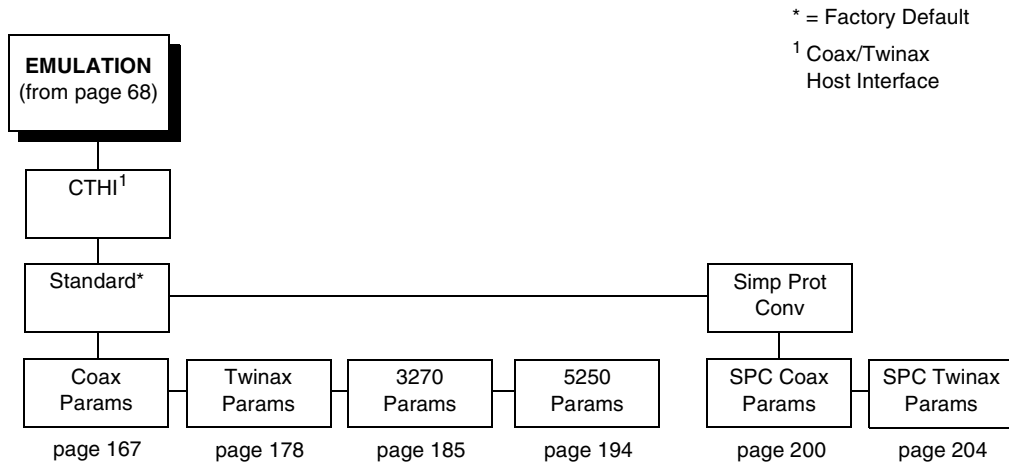 * = Factory Default
1 Coax/Twinax
Host Interface
EMULATION
(from page 68)
CTHI1
Standard*
Simp Prot
Conv
Coax
Params
Twinax
Params
3270
Params
5250
Params
SPC Coax
Params
SPC Twinax
Params
page 167
page 178
page 185
page 194
page 200
page 204